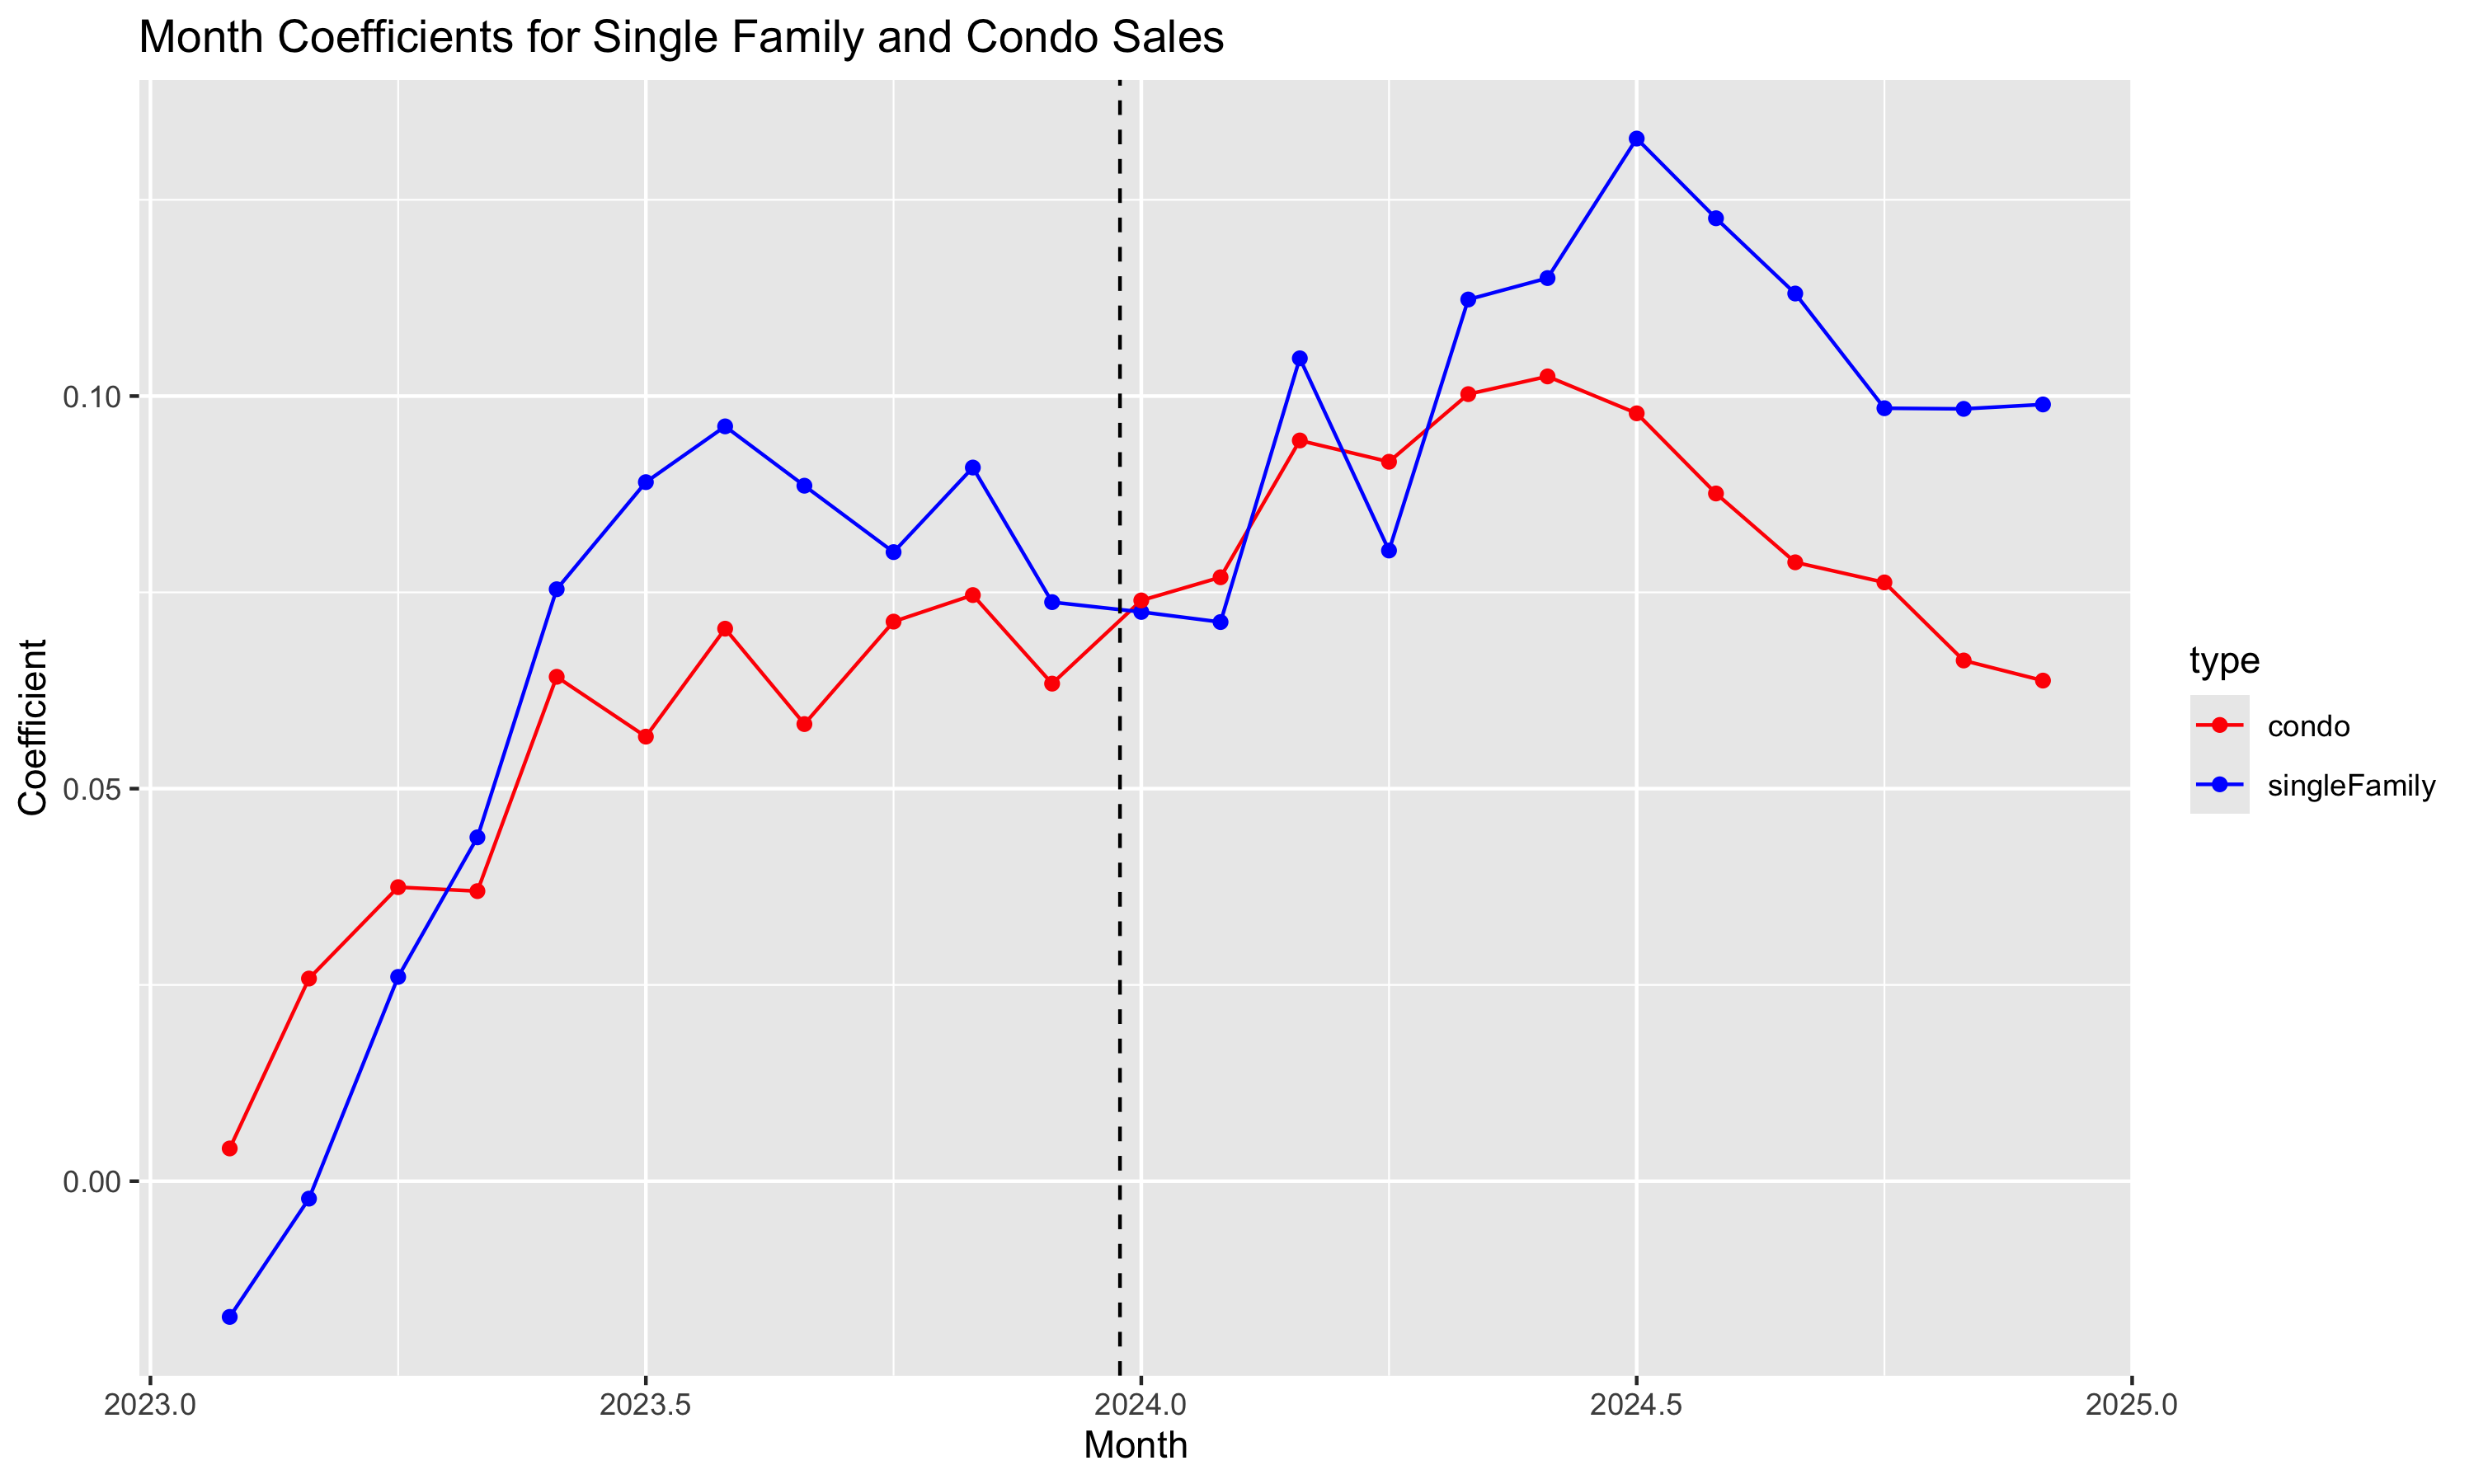 Month Coefficients for Single Family and Condo Sales
Coefficient
0.10
0.05
0.00
2023.0 2023.5 2024.0 2024.5 2025.0
Month
type
condo
singleFamily